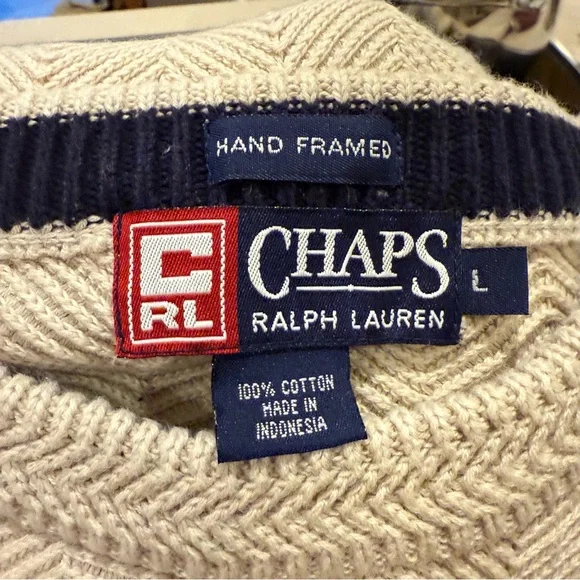 HAND FRAMED
C
RL
CHAPS
RALPH LAUREN
L
100% COTTON
MADE IN
INDONESIA